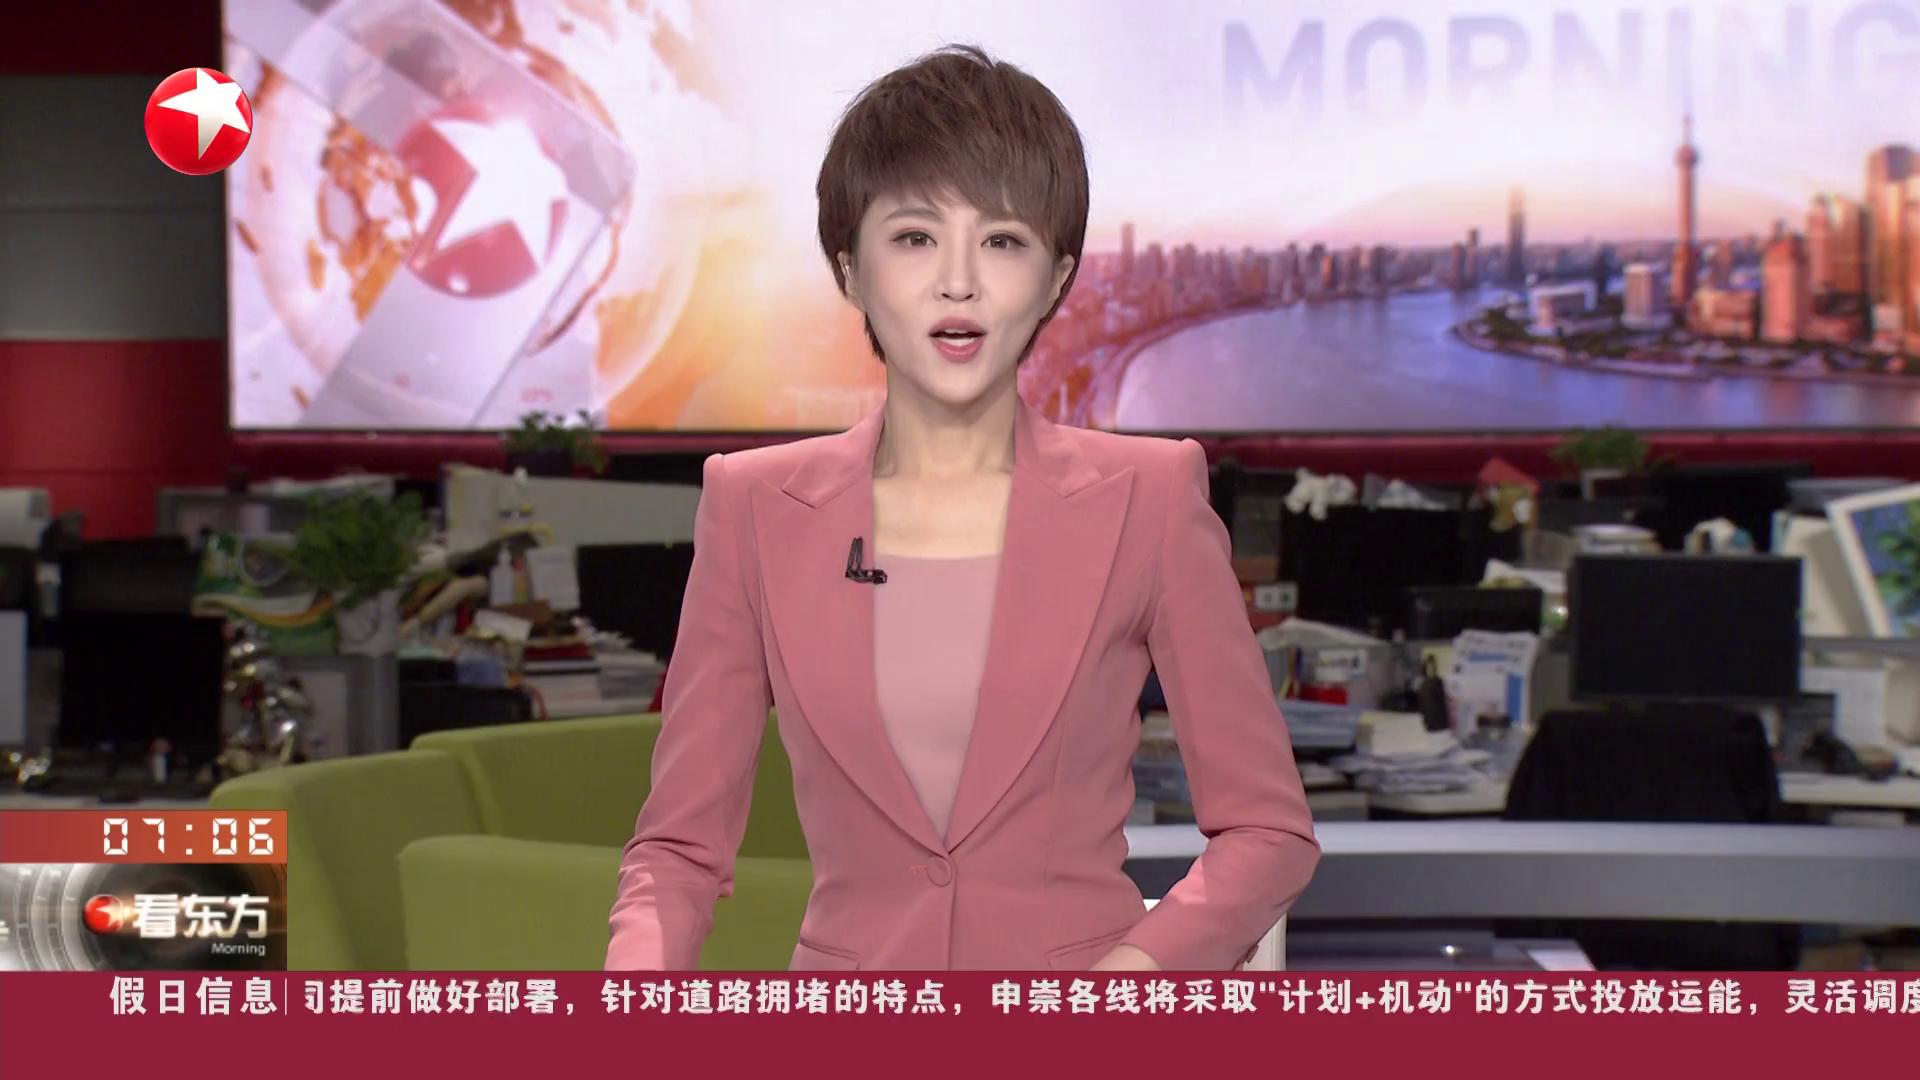 MORNING
07:06
看东方
Morning
假日信息 司提前做好部署，针对道路拥堵的特点，申崇各线将采取"计划+机动"的方式投放运能，灵活调度